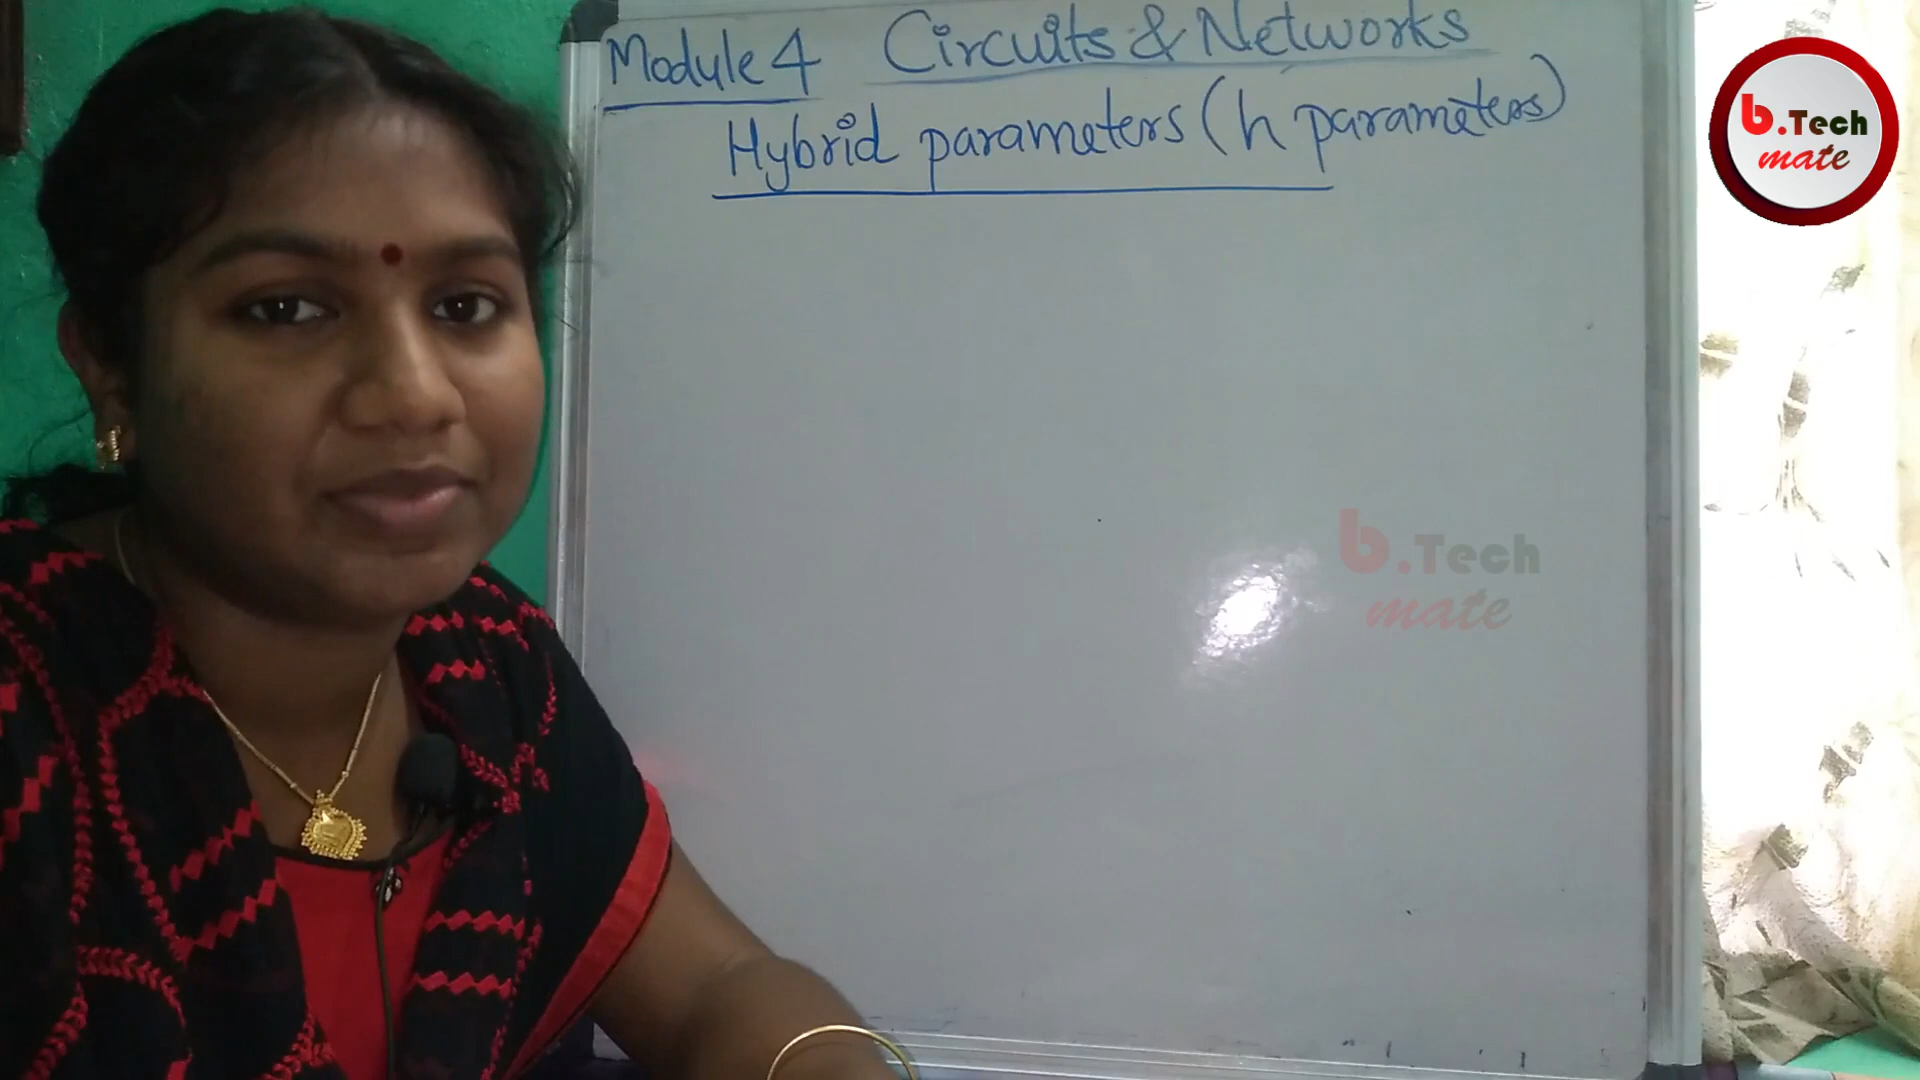 Module 4 Circuits & Networks
Hybrid parameters (h parameters)
b.Tech
mate
b.Tech
mate